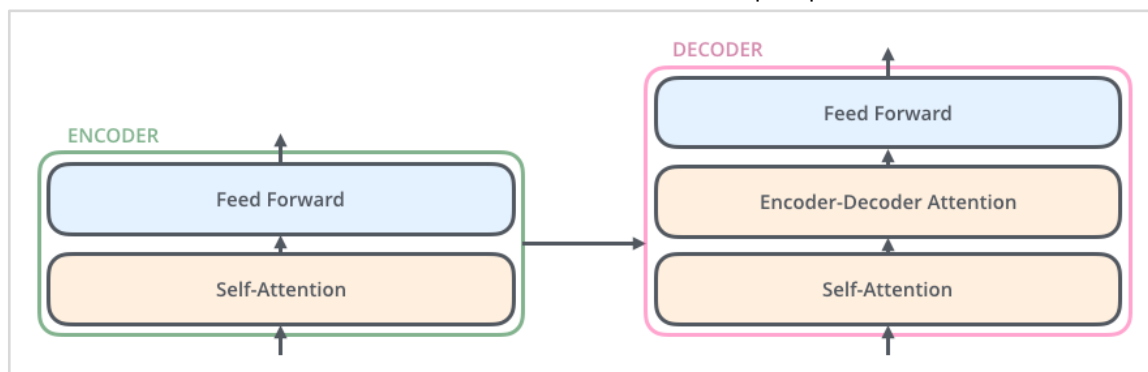 ENCODER
Feed Forward
Self-Attention
DECODER
Feed Forward
Encoder-Decoder Attention
Self-Attention